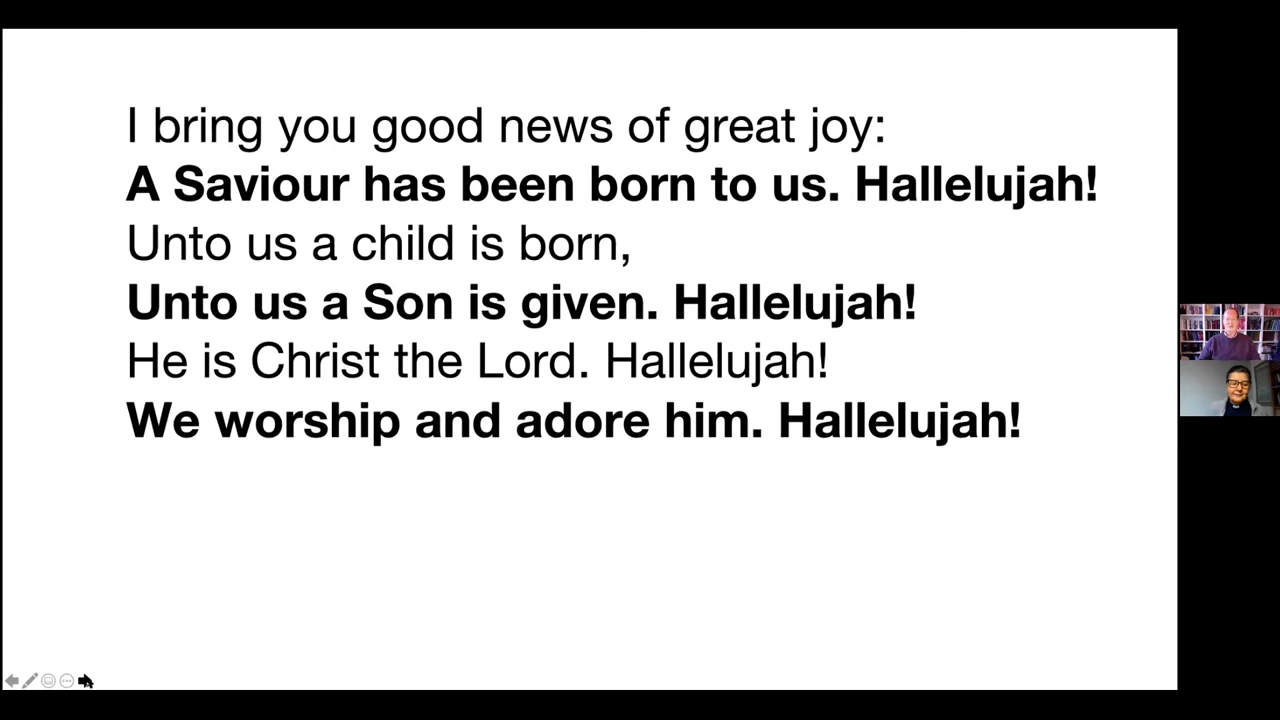 I bring you good news of great joy:
A Saviour has been born to us. Hallelujah!
Unto us a child is born,
Unto us a Son is given. Hallelujah!
He is Christ the Lord. Hallelujah!
We worship and adore him. Hallelujah!